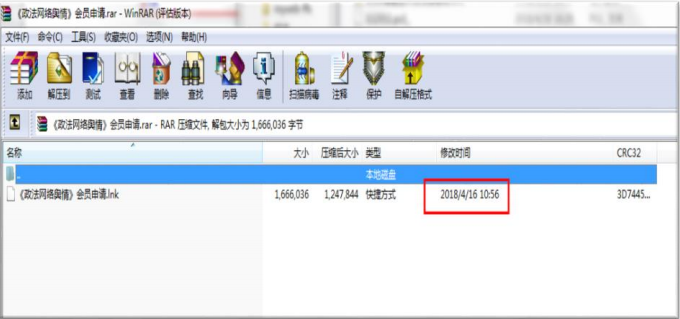 《政法网络舆情》会员申请.rar - WinRAR (评估版本)
文件(F) 命令(C) 工具(S) 收藏夹(O) 选项(N) 帮助(H)
添加 解压到 测试 查看 删除 查找 向导 信息 扫描病毒 注释 保护 自解压格式
《政法网络舆情》会员申请.rar - RAR 压缩文件, 解包大小为 1,666,036 字节
名称 大小 压缩后大小 类型 修改时间 CRC32
. 本地磁盘
《政法网络舆情》会员申请.lnk 1,666,036 1,247,844 快捷方式 2018/4/16 10:56 3D7445...